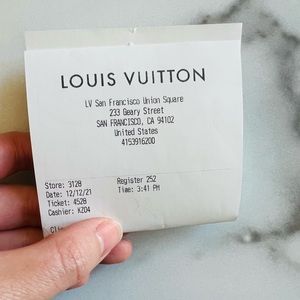 LOUIS VUITTON
LV San Francisco Union Square
233 Geary Street
SAN FRANCISCO, CA 94102
United States
4153916200
Store: 3128 Register 252
Date: 12/12/21 Time: 3:41 PM
Ticket: 4528
Cashier: KZ04